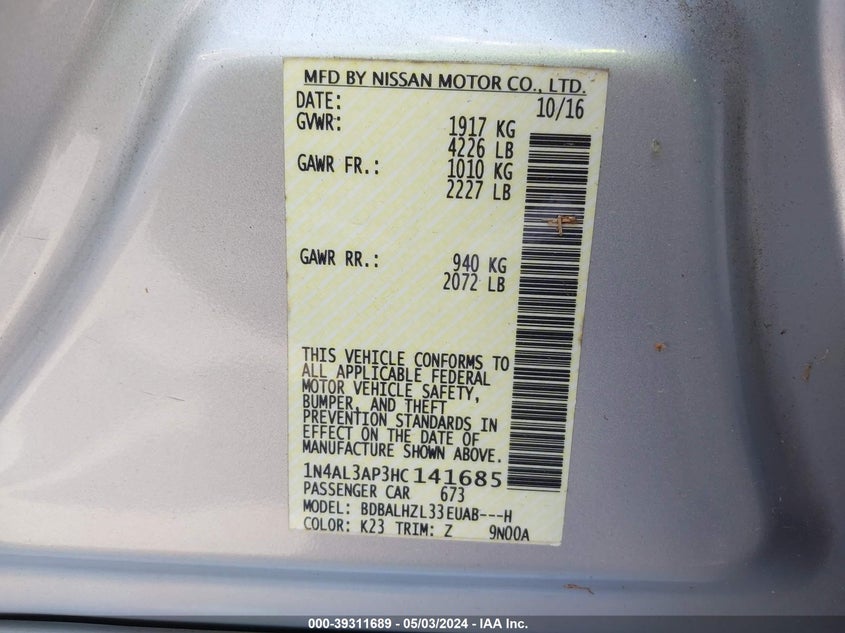 MFD BY NISSAN MOTOR CO., LTD.
DATE: 10/16
GVWR: 1917 KG
4226 LB
GAWR FR.: 1010 KG
2227 LB
GAWR RR.: 940 KG
2072 LB
THIS VEHICLE CONFORMS TO
ALL APPLICABLE FEDERAL
MOTOR VEHICLE SAFETY,
BUMPER, AND THEFT
PREVENTION STANDARDS IN
EFFECT ON THE DATE OF
MANUFACTURE SHOWN ABOVE.
1N4AL3AP3HC141685
PASSENGER CAR 673
MODEL: BDBALHZL33EUAB---H
COLOR: K23 TRIM: Z 9N00A
000-39311689 - 05/03/2024 - IAA Inc.